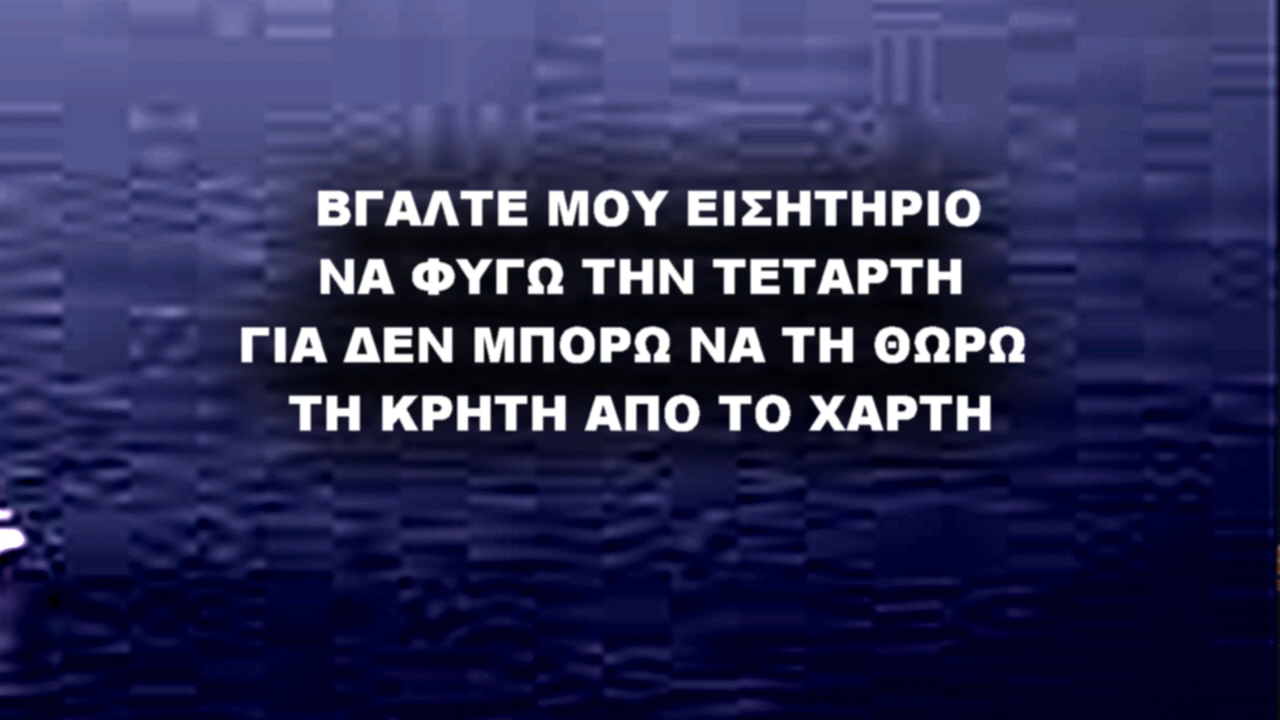 ΒΓΑΛΤΕ ΜΟΥ ΕΙΣΗΤΗΡΙΟ
ΝΑ ΦΥΓΩ ΤΗΝ ΤΕΤΑΡΤΗ
ΓΙΑ ΔΕΝ ΜΠΟΡΩ ΝΑ ΤΗ ΘΩΡΩ
ΤΗ ΚΡΗΤΗ ΑΠΟ ΤΟ ΧΑΡΤΗ